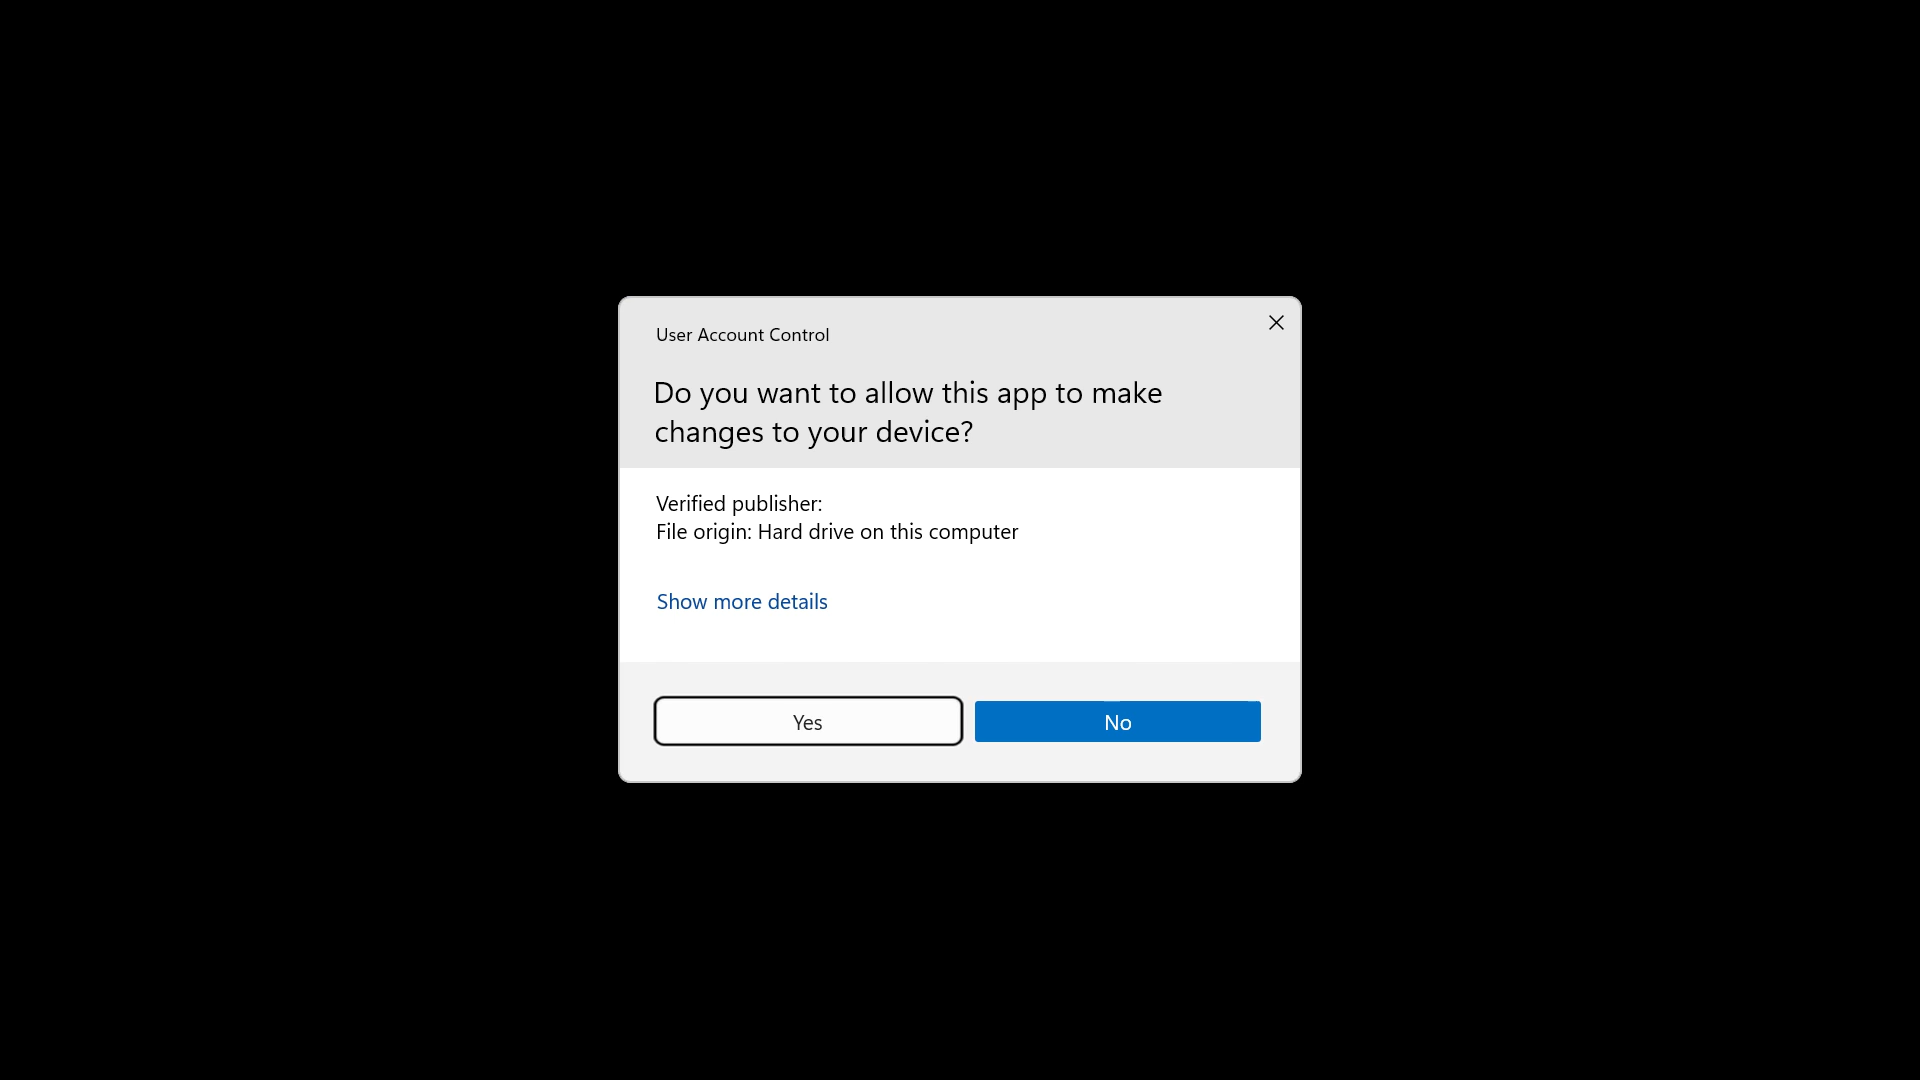 User Account Control
Do you want to allow this app to make
changes to your device?
Verified publisher:
File origin: Hard drive on this computer
Show more details
Yes
No